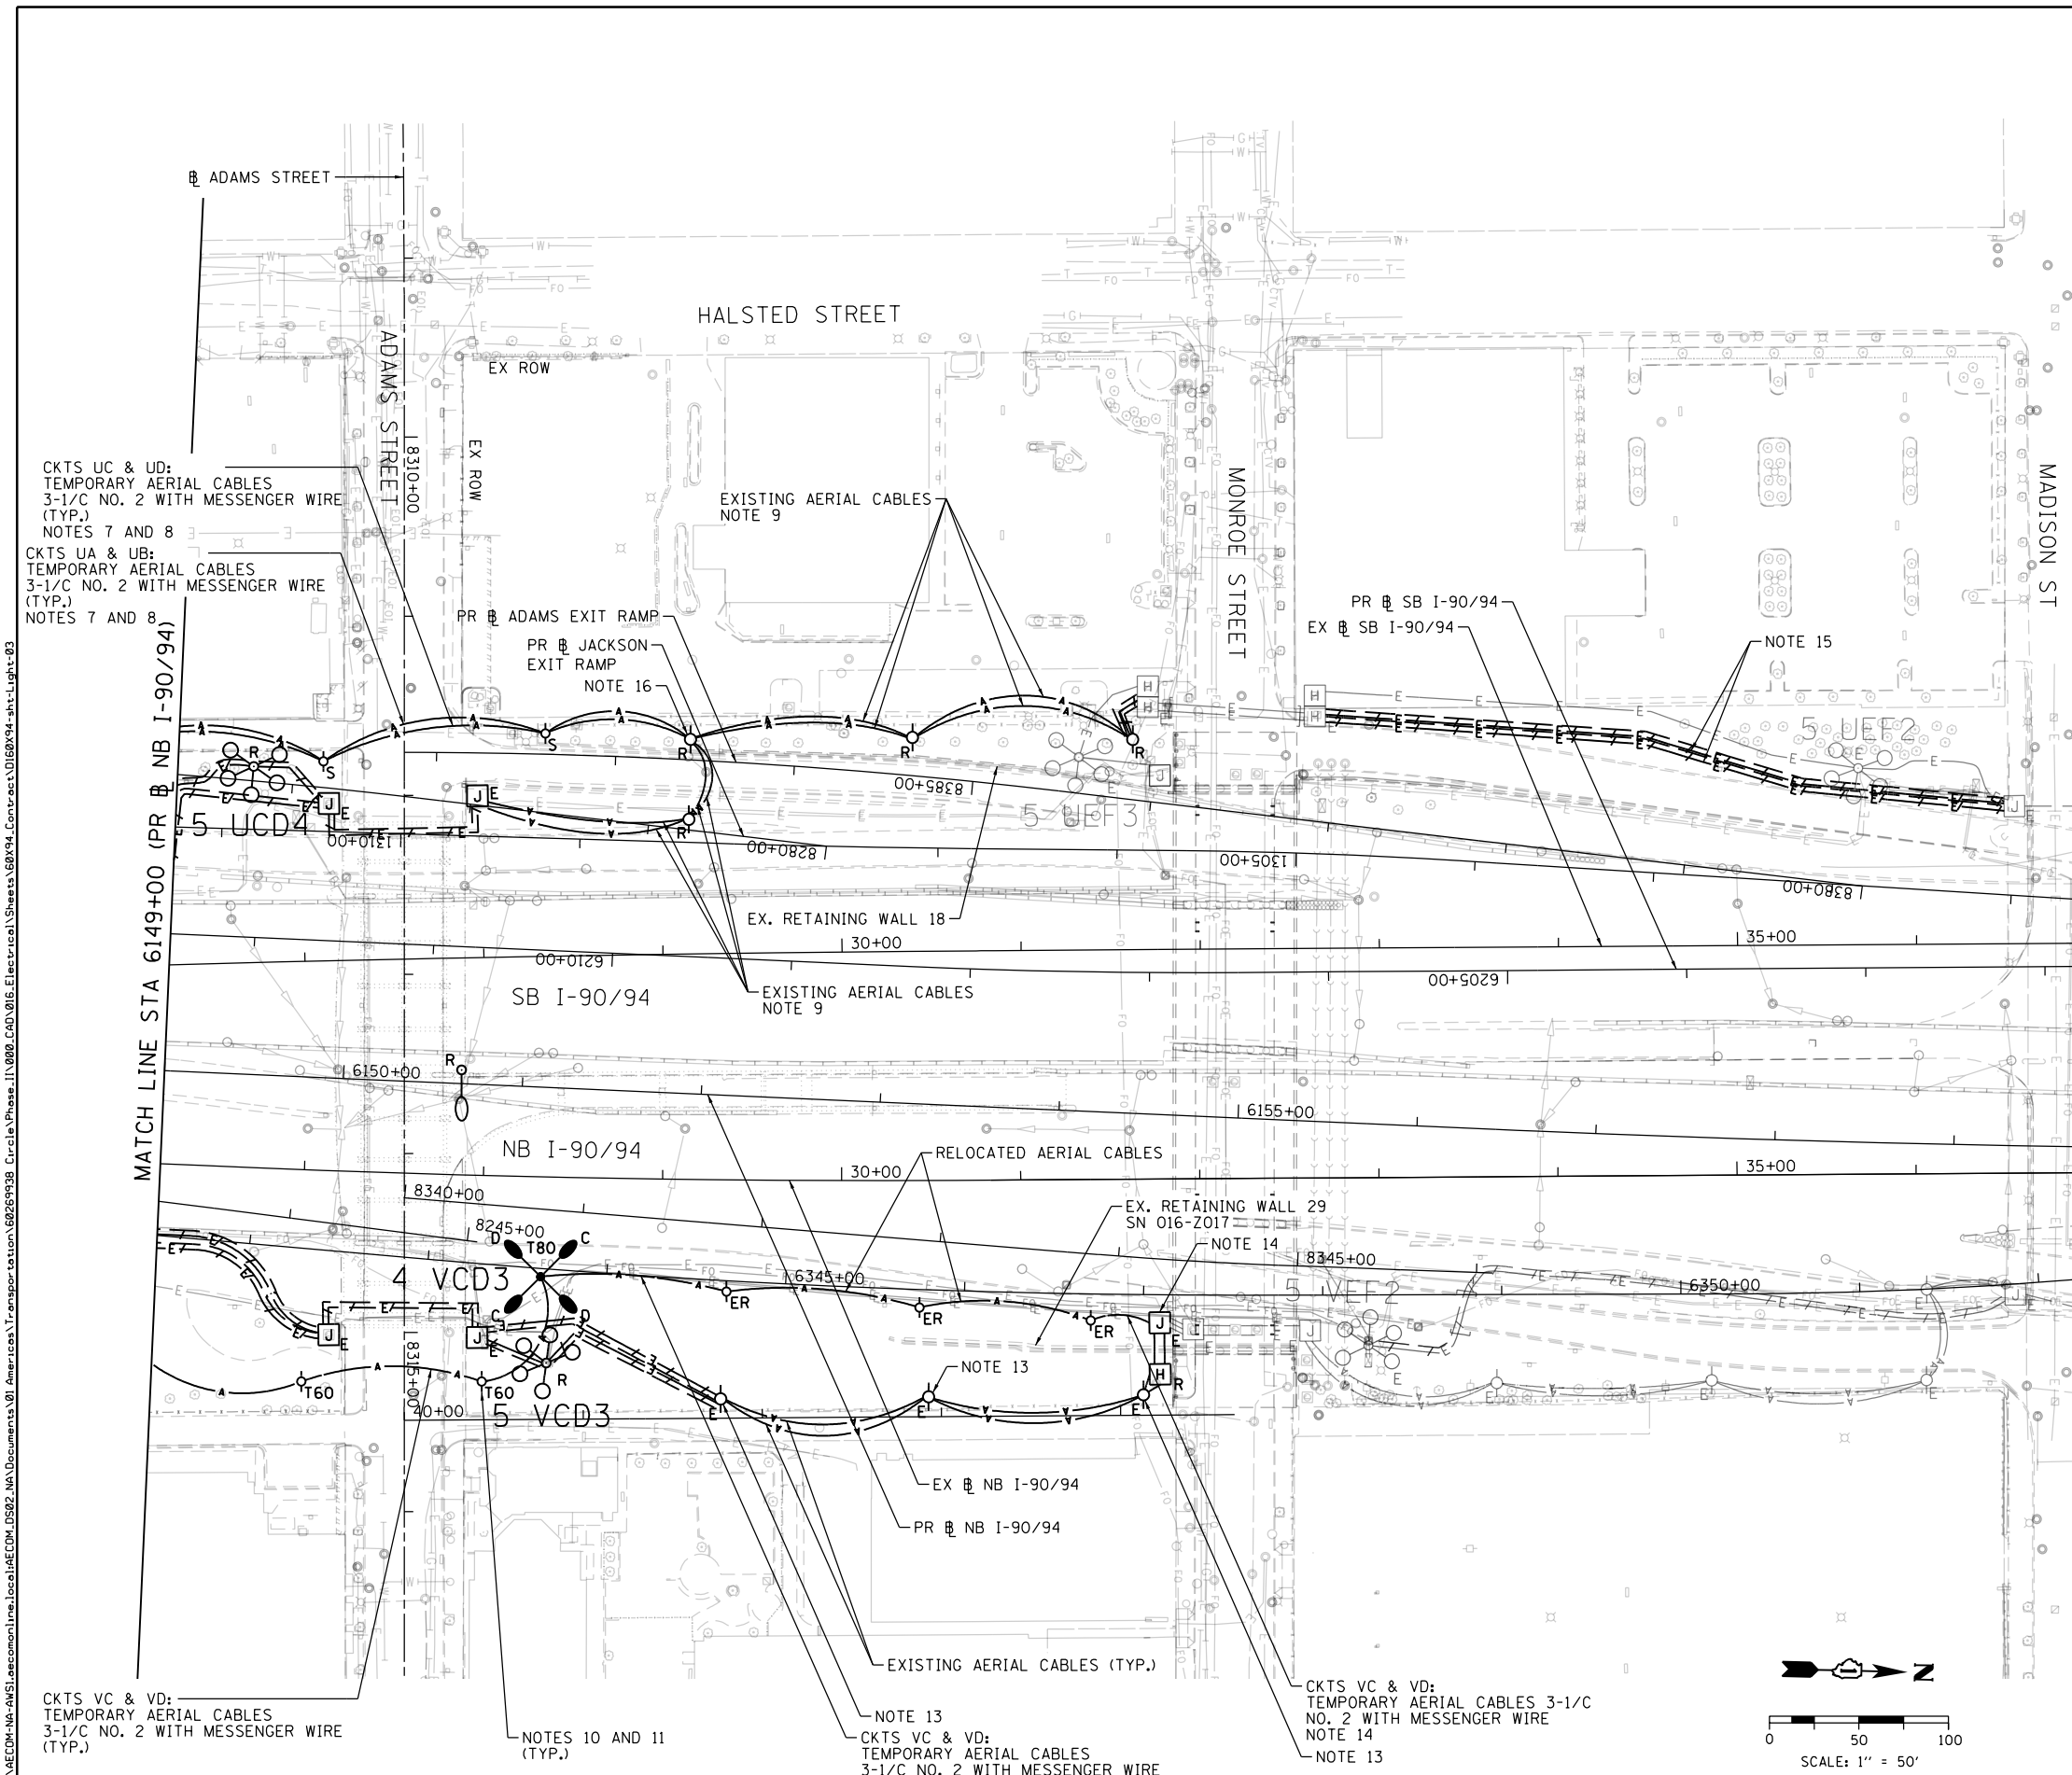 ℄ ADAMS STREET
HALSTED STREET
ADAMS STREET
EX ROW
EX ROW
8310+00
MONROE STREET
MADISON ST
CKTS UC & UD:
TEMPORARY AERIAL CABLES
3-1/C NO. 2 WITH MESSENGER WIRE
(TYP.)
NOTES 7 AND 8
CKTS UA & UB:
TEMPORARY AERIAL CABLES
3-1/C NO. 2 WITH MESSENGER WIRE
(TYP.)
NOTES 7 AND 8
EXISTING AERIAL CABLES
NOTE 9
PR ℄ ADAMS EXIT RAMP
PR ℄ JACKSON
EXIT RAMP
NOTE 16
PR ℄ SB I-90/94
EX ℄ SB I-90/94
NOTE 15
5 UEF2
5 UEF3
5 UCD4
8385+00
1310+00
8280+00
1305+00
8380+00
EX. RETAINING WALL 18
30+00
35+00
6210+00
6205+00
EXISTING AERIAL CABLES
NOTE 9
SB I-90/94
MATCH LINE STA 6149+00 (PR ℄ NB I-90/94)
R
6150+00
6155+00
NB I-90/94
RELOCATED AERIAL CABLES
30+00
35+00
8340+00
EX. RETAINING WALL 29
SN 016-Z017
NOTE 14
8245+00
D
T80
C
4 VCD3
6345+00
8345+00
6350+00
5 VEF2
C
D
ER
ER
ER
J
H
R
8315+00
T60
T60
R
NOTE 13
40+00
5 VCD3
EX ℄ NB I-90/94
PR ℄ NB I-90/94
EXISTING AERIAL CABLES (TYP.)
CKTS VC & VD:
TEMPORARY AERIAL CABLES
3-1/C NO. 2 WITH MESSENGER WIRE
(TYP.)
NOTES 10 AND 11
(TYP.)
NOTE 13
CKTS VC & VD:
TEMPORARY AERIAL CABLES
3-1/C NO. 2 WITH MESSENGER WIRE
CKTS VC & VD:
TEMPORARY AERIAL CABLES 3-1/C
NO. 2 WITH MESSENGER WIRE
NOTE 14
NOTE 13
N
0 50 100
SCALE: 1" = 50'